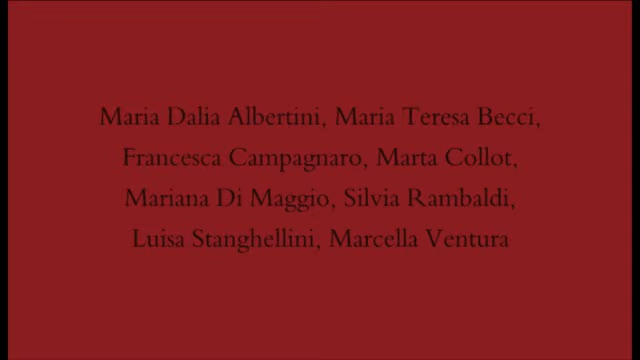 Maria Dalia Albertini, Maria Teresa Becci,
Francesca Campagnaro, Marta Collot,
Mariana Di Maggio, Silvia Rambaldi,
Luisa Stanghellini, Marcella Ventura